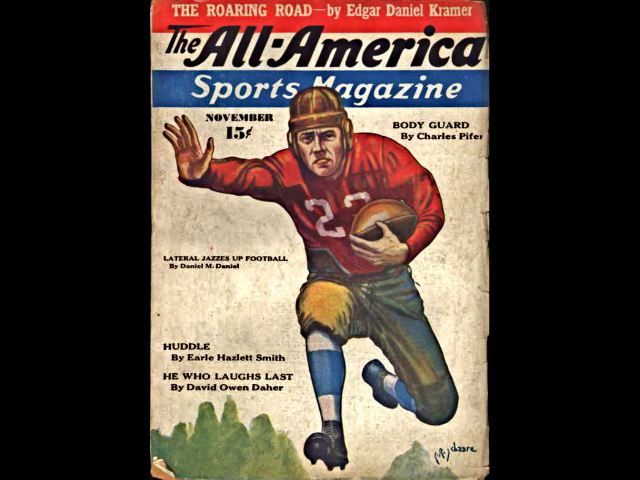 THE ROARING ROAD—by Edgar Daniel Kramer
The All-America
Sports Magazine
NOVEMBER
15¢
BODY GUARD
By Charles Pifer
23
LATERAL JAZZES UP FOOTBALL
By Daniel M. Daniel
HUDDLE
By Earle Hazlett Smith
HE WHO LAUGHS LAST
By David Owen Daher